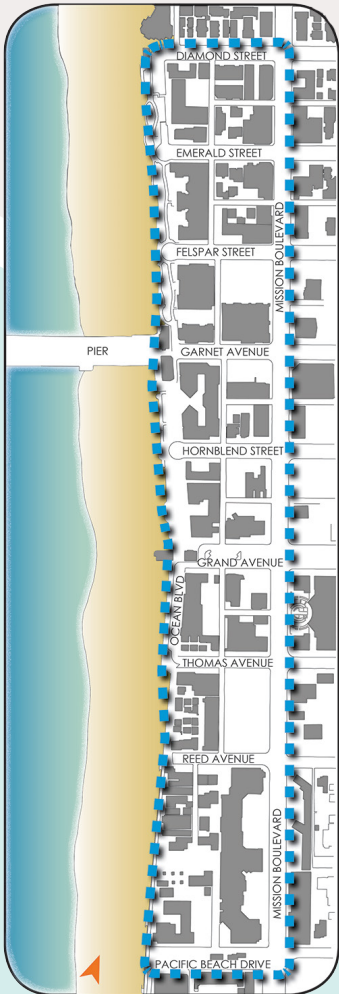 DIAMOND STREET
EMERALD STREET
MISSION BOULEVARD
FELSPAR STREET
PIER
GARNET AVENUE
HORNBLEND STREET
GRAND AVENUE
OCEAN BLVD
THOMAS AVENUE
REED AVENUE
MISSION BOULEVARD
PACIFIC BEACH DRIVE